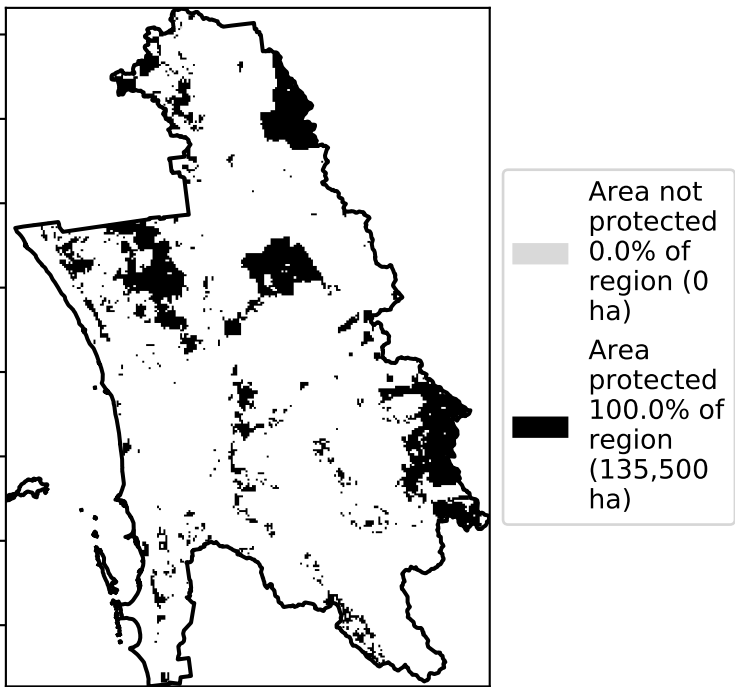 Area not
protected
0.0% of
region (0
ha)
Area
protected
100.0% of
region
(135,500
ha)